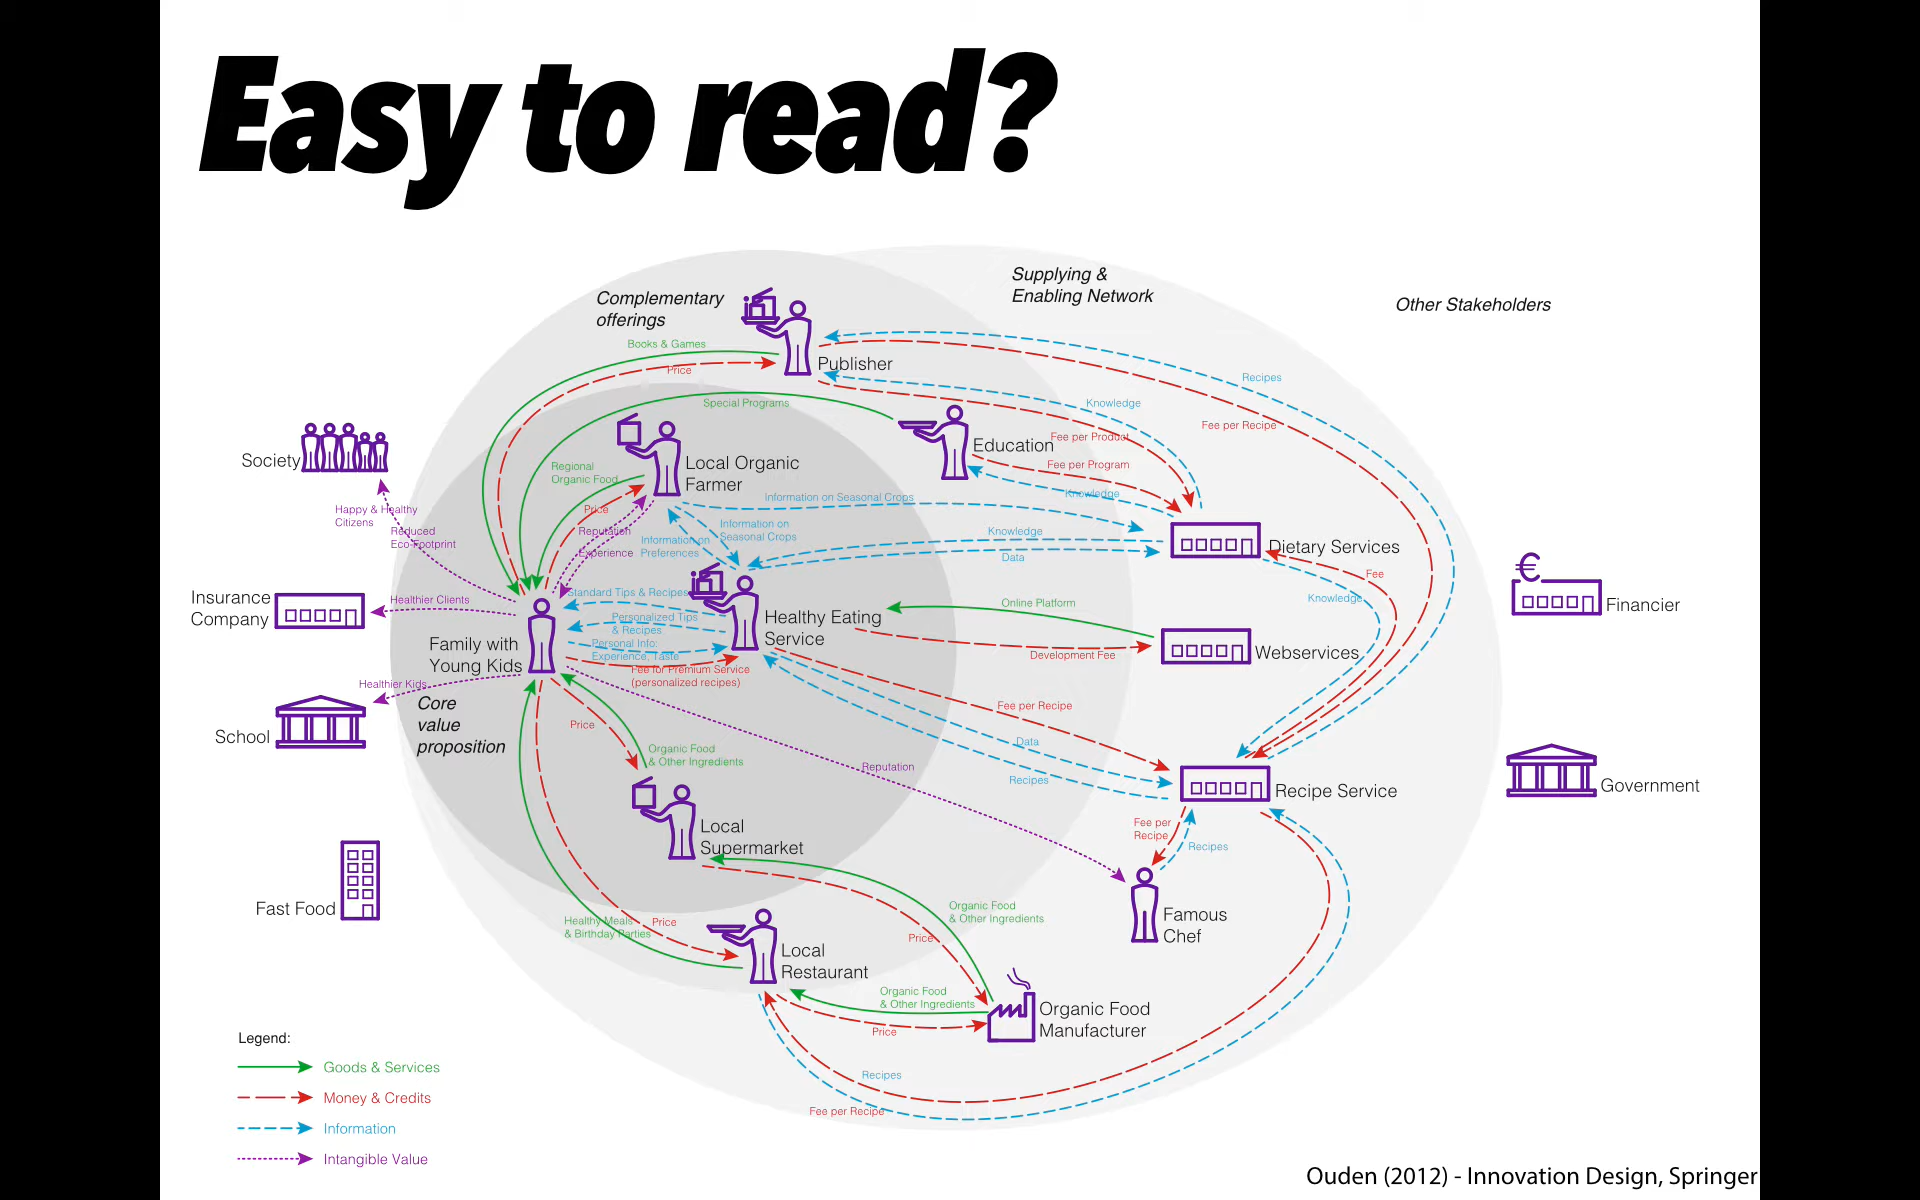 Easy to read?
Complementary
offerings
Supplying &
Enabling Network
Other Stakeholders
Books & Games
Price
Publisher
Recipes
Knowledge
Fee per Recipe
Fee per Product
Special Programs
Education
Fee per Program
Knowledge
Society
Regional
Organic Food
Local Organic
Farmer
Price
Information on Seasonal Crops
Happy & Healthy
Citizens
Reduced
Eco-Footprint
Reputation
Experience
Information on
Preferences
Information on
Seasonal Crops
Knowledge
Data
Dietary Services
Fee
Knowledge
€
Financier
Insurance
Company
Healthier Clients
Standard Tips & Recipes
Personalized Tips
& Recipes
Personal Info:
Experience, Taste
Fee for Premium Service
(personalized recipes)
Healthy Eating
Service
Online Platform
Development Fee
Webservices
Family with
Young Kids
Healthier Kids
School
Core
value
proposition
Price
Organic Food
& Other Ingredients
Fee per Recipe
Data
Recipes
Reputation
Recipe Service
Government
Local
Supermarket
Fee per
Recipe
Recipes
Famous
Chef
Fast Food
Healthy Meals
& Birthday Parties
Price
Organic Food
& Other Ingredients
Price
Local
Restaurant
Organic Food
& Other Ingredients
Price
Organic Food
Manufacturer
Recipes
Fee per Recipe
Legend:
Goods & Services
Money & Credits
Information
Intangible Value
Ouden (2012) - Innovation Design, Springer